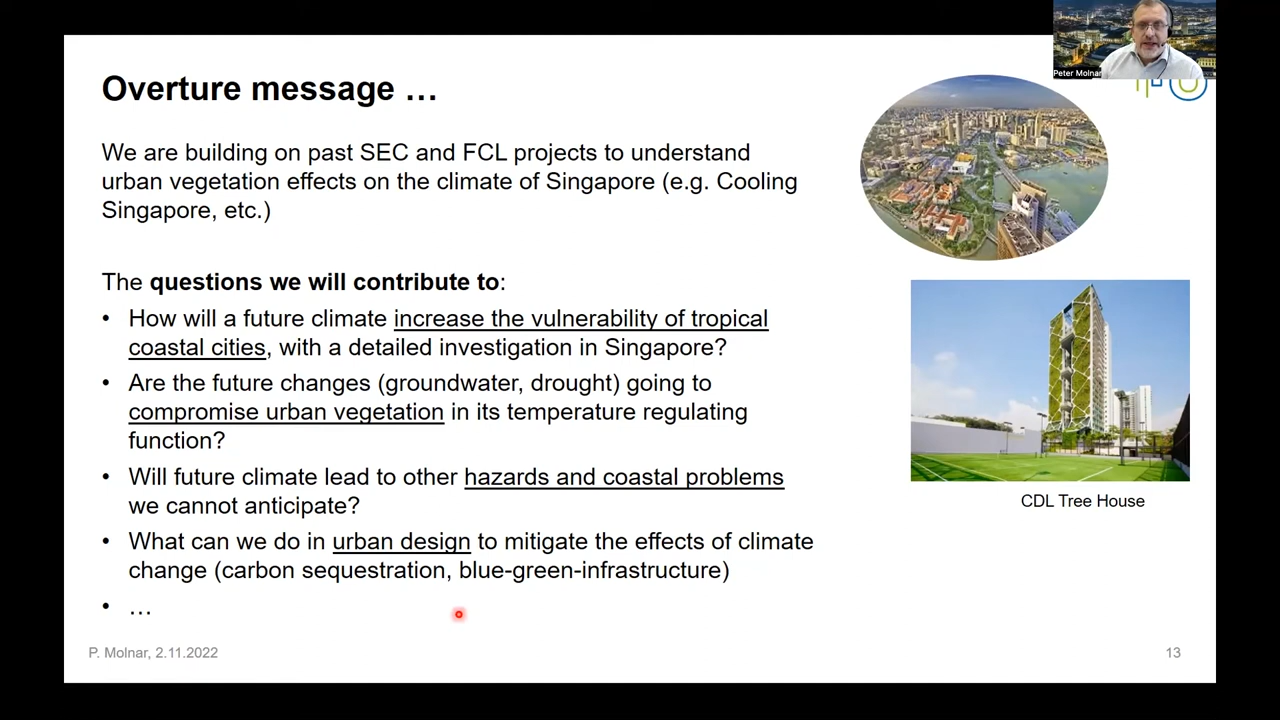 Overture message …
We are building on past SEC and FCL projects to understand
urban vegetation effects on the climate of Singapore (e.g. Cooling
Singapore, etc.)
The questions we will contribute to:
• How will a future climate increase the vulnerability of tropical
coastal cities, with a detailed investigation in Singapore?
• Are the future changes (groundwater, drought) going to
compromise urban vegetation in its temperature regulating
function?
• Will future climate lead to other hazards and coastal problems
we cannot anticipate?
• What can we do in urban design to mitigate the effects of climate
change (carbon sequestration, blue-green-infrastructure)
• …
Peter Molnar
CDL Tree House
P. Molnar, 2.11.2022
13